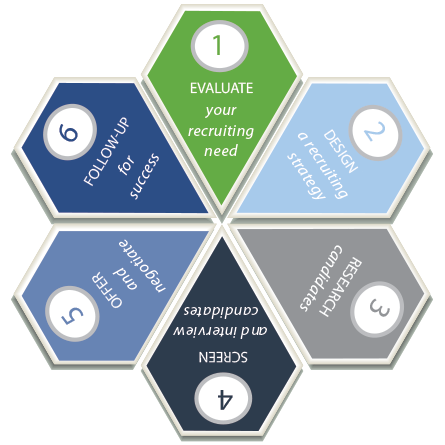 1
EVALUATE
your
recruiting
need
2
DESIGN
a recruiting
strategy
3
RESEARCH
candidates
4
SCREEN
and interview
candidates
5
OFFER
and
negotiate
6
FOLLOW-UP
for
success